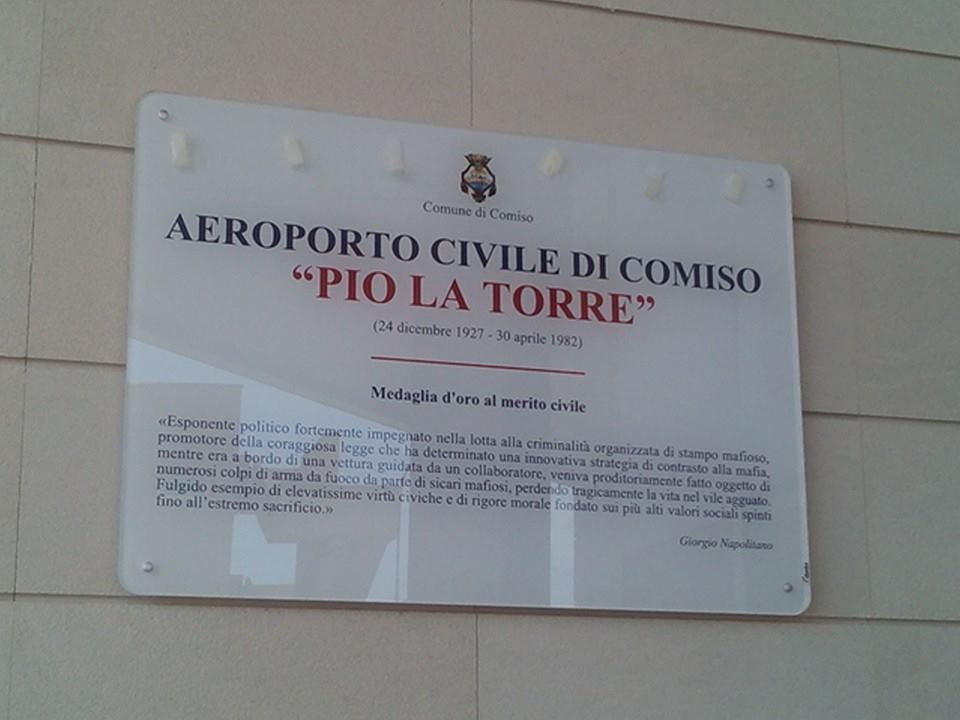 Comune di Comiso
AEROPORTO CIVILE DI COMISO
“PIO LA TORRE”
(24 dicembre 1927 - 30 aprile 1982)
Medaglia d'oro al merito civile
«Esponente politico fortemente impegnato nella lotta alla criminalità organizzata di stampo mafioso,
promotore della coraggiosa legge che ha determinato una innovativa strategia di contrasto alla mafia,
mentre era a bordo di una vettura guidata da un collaboratore, veniva proditoriamente fatto oggetto di
numerosi colpi di arma da fuoco da parte di sicari mafiosi, perdendo tragicamente la vita nel vile agguato.
Fulgido esempio di elevatissime virtù civiche e di rigore morale fondato sui più alti valori sociali spinti
fino all’estremo sacrificio.»
Giorgio Napolitano